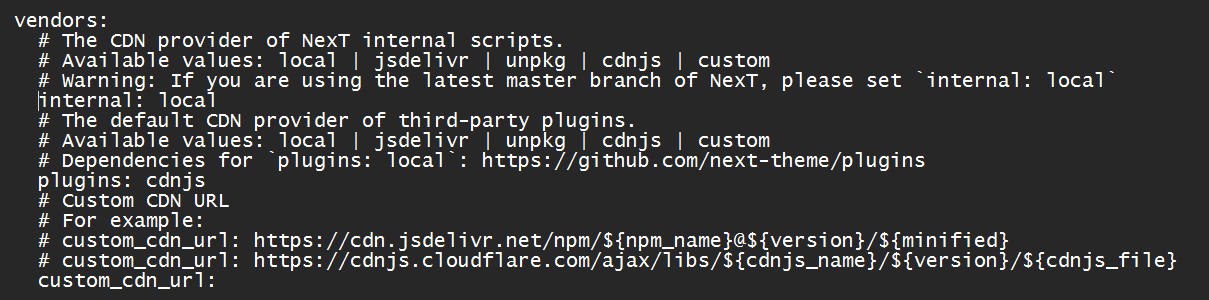 vendors:
  # The CDN provider of NexT internal scripts.
  # Available values: local | jsdelivr | unpkg | cdnjs | custom
  # Warning: If you are using the latest master branch of NexT, please set `internal: local`
  internal: local
  # The default CDN provider of third-party plugins.
  # Available values: local | jsdelivr | unpkg | cdnjs | custom
  # Dependencies for `plugins: local`: https://github.com/next-theme/plugins
  plugins: cdnjs
  # Custom CDN URL
  # For example:
  # custom_cdn_url: https://cdn.jsdelivr.net/npm/${npm_name}@${version}/${minified}
  # custom_cdn_url: https://cdnjs.cloudflare.com/ajax/libs/${cdnjs_name}/${version}/${cdnjs_file}
  custom_cdn_url: